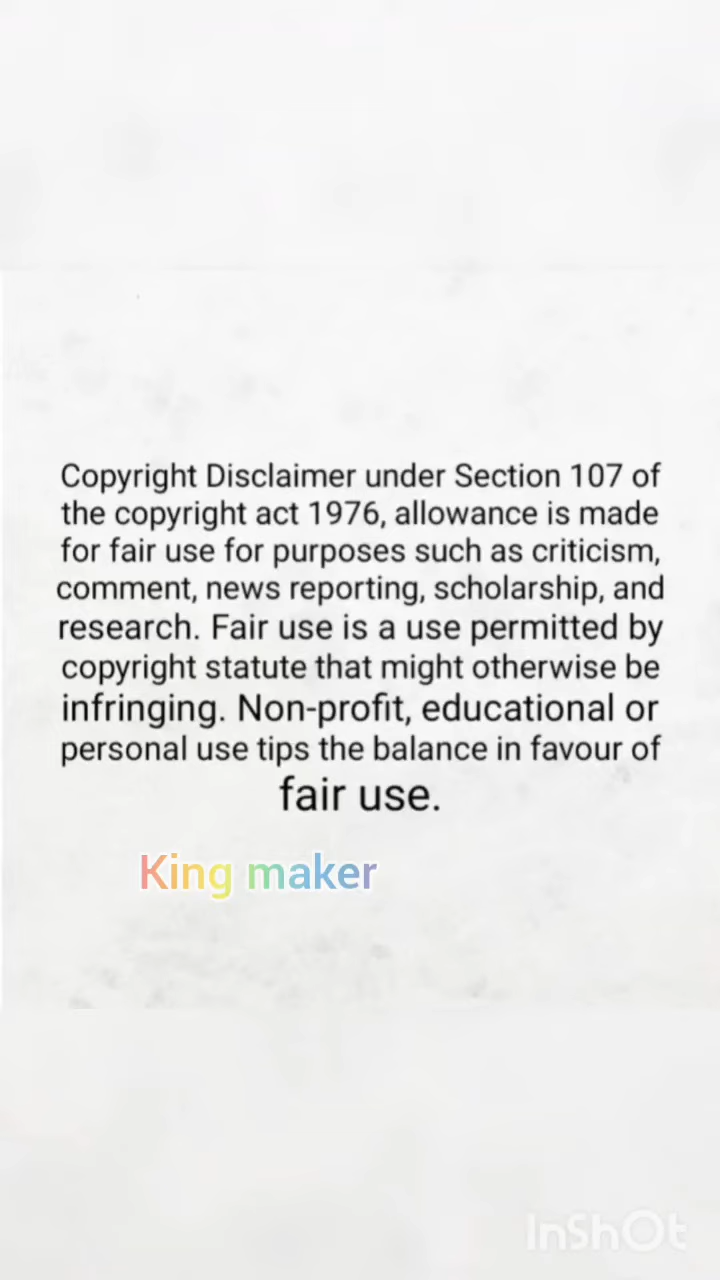 Copyright Disclaimer under Section 107 of
the copyright act 1976, allowance is made
for fair use for purposes such as criticism,
comment, news reporting, scholarship, and
research. Fair use is a use permitted by
copyright statute that might otherwise be
infringing. Non-profit, educational or
personal use tips the balance in favour of
fair use.
King maker
InShOt